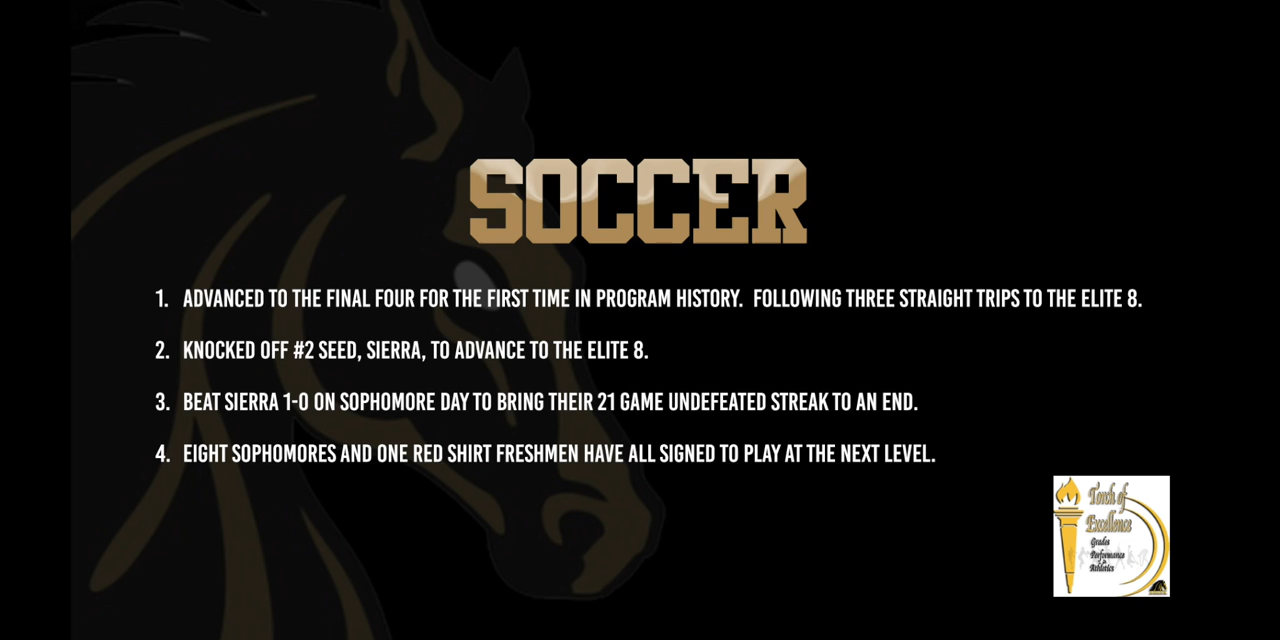 SOCCER
1. ADVANCED TO THE FINAL FOUR FOR THE FIRST TIME IN PROGRAM HISTORY. FOLLOWING THREE STRAIGHT TRIPS TO THE ELITE 8.
2. KNOCKED OFF #2 SEED, SIERRA, TO ADVANCE TO THE ELITE 8.
3. BEAT SIERRA 1-0 ON SOPHOMORE DAY TO BRING THEIR 21 GAME UNDEFEATED STREAK TO AN END.
4. EIGHT SOPHOMORES AND ONE RED SHIRT FRESHMEN HAVE ALL SIGNED TO PLAY AT THE NEXT LEVEL.
Torch of
Excellence
Grades
Performance
Athletics